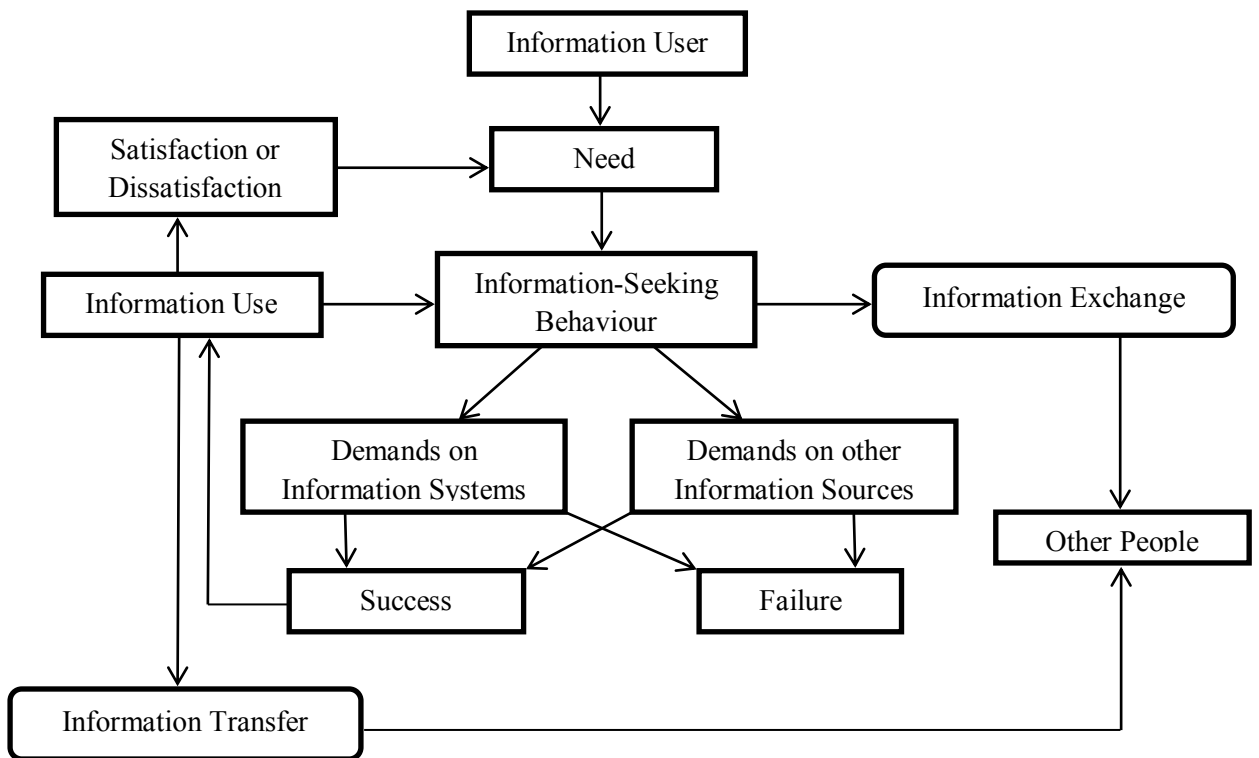 Information User
Satisfaction or
Dissatisfaction
Need
Information Use
Information-Seeking
Behaviour
Information Exchange
Demands on
Information Systems
Demands on other
Information Sources
Other People
Success
Failure
Information Transfer